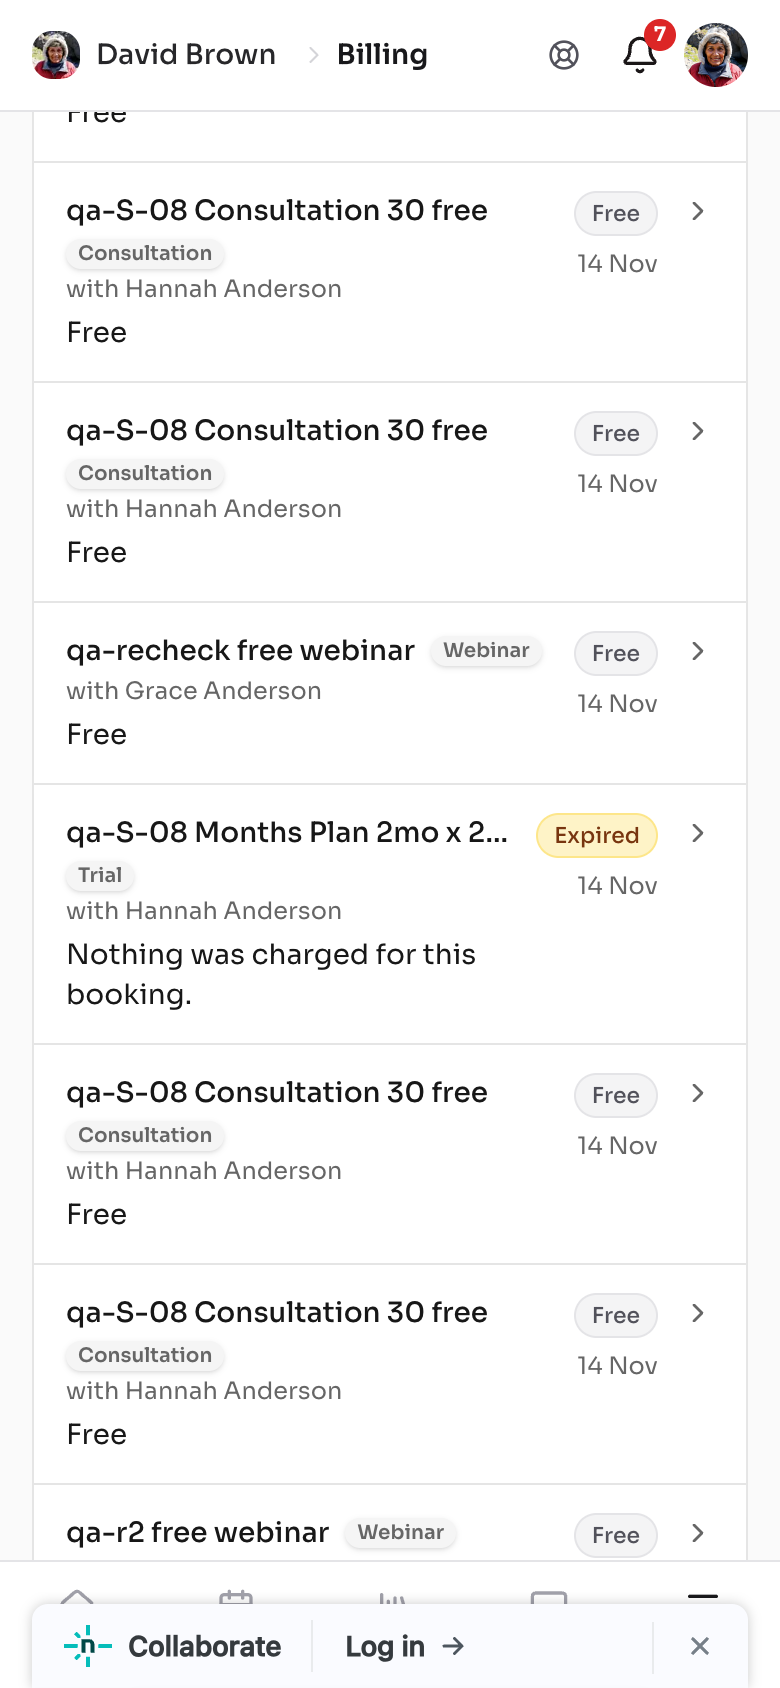 David Brown
Billing
7
Free
qa-S-08 Consultation 30 free
Free
Consultation
14 Nov
with Hannah Anderson
Free
qa-S-08 Consultation 30 free
Free
Consultation
14 Nov
with Hannah Anderson
Free
qa-recheck free webinar
Webinar
Free
with Grace Anderson
14 Nov
Free
qa-S-08 Months Plan 2mo x 2...
Expired
Trial
14 Nov
with Hannah Anderson
Nothing was charged for this
booking.
qa-S-08 Consultation 30 free
Free
Consultation
14 Nov
with Hannah Anderson
Free
qa-S-08 Consultation 30 free
Free
Consultation
14 Nov
with Hannah Anderson
Free
qa-r2 free webinar
Webinar
Free
n
Collaborate
Log in →